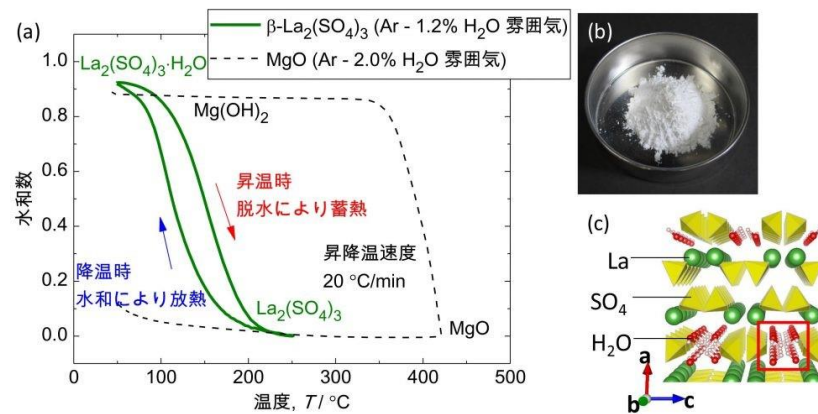 (a)
β-La₂(SO₄)₃ (Ar - 1.2% H₂O 雰囲気)
MgO (Ar - 2.0% H₂O 雰囲気)
La₂(SO₄)₃·H₂O
Mg(OH)₂
昇温時
脱水により蓄熱
降温時
水和により放熱
昇降温速度
20 °C/min
La₂(SO₄)₃
MgO
水和数
1.0
0.8
0.6
0.4
0.2
0.0
0
100
200
300
400
500
温度, T / °C
(b)
(c)
La
SO₄
H₂O
a
b
c